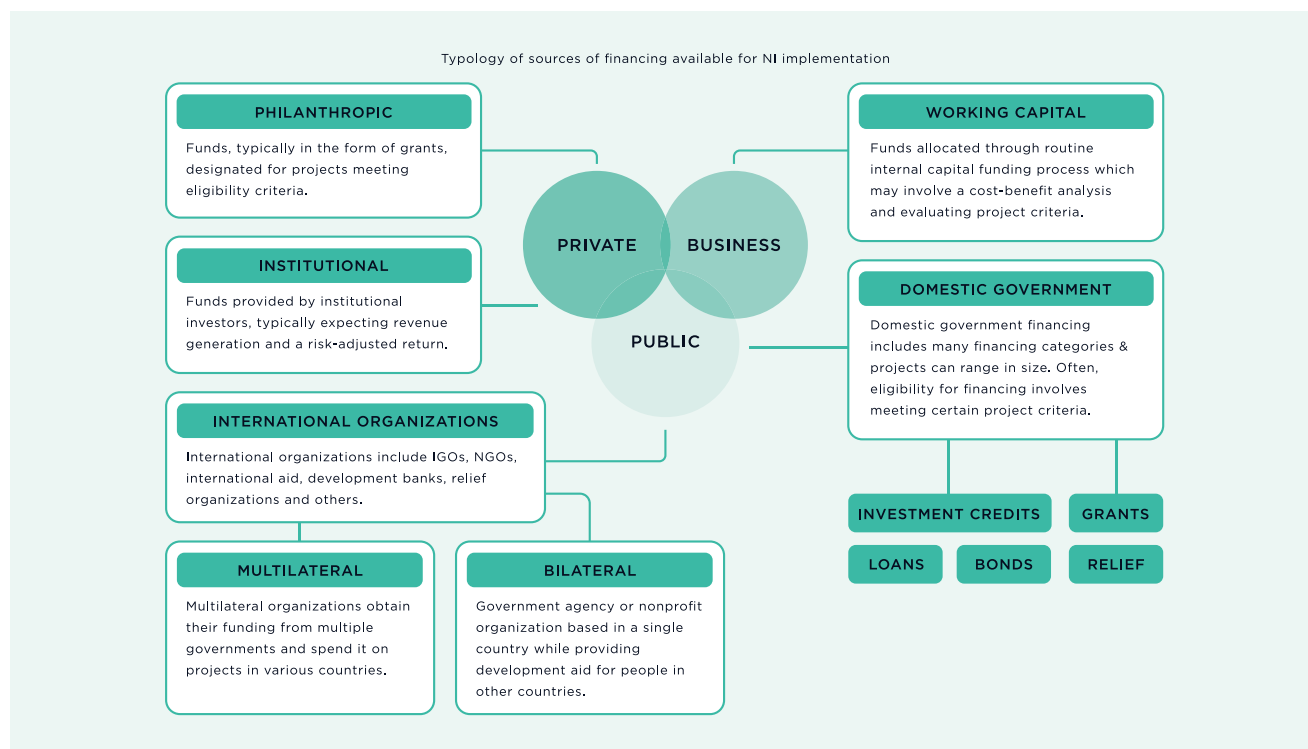 Typology of sources of financing available for NI implementation
PHILANTHROPIC
Funds, typically in the form of grants,
designated for projects meeting
eligibility criteria.
INSTITUTIONAL
Funds provided by institutional
investors, typically expecting revenue
generation and a risk-adjusted return.
INTERNATIONAL ORGANIZATIONS
International organizations include IGOs, NGOs,
international aid, development banks, relief
organizations and others.
MULTILATERAL
Multilateral organizations obtain
their funding from multiple
governments and spend it on
projects in various countries.
BILATERAL
Government agency or nonprofit
organization based in a single
country while providing
development aid for people in
other countries.
PRIVATE
BUSINESS
PUBLIC
WORKING CAPITAL
Funds allocated through routine
internal capital funding process which
may involve a cost-benefit analysis
and evaluating project criteria.
DOMESTIC GOVERNMENT
Domestic government financing
includes many financing categories &
projects can range in size. Often,
eligibility for financing involves
meeting certain project criteria.
INVESTMENT CREDITS
GRANTS
LOANS
BONDS
RELIEF